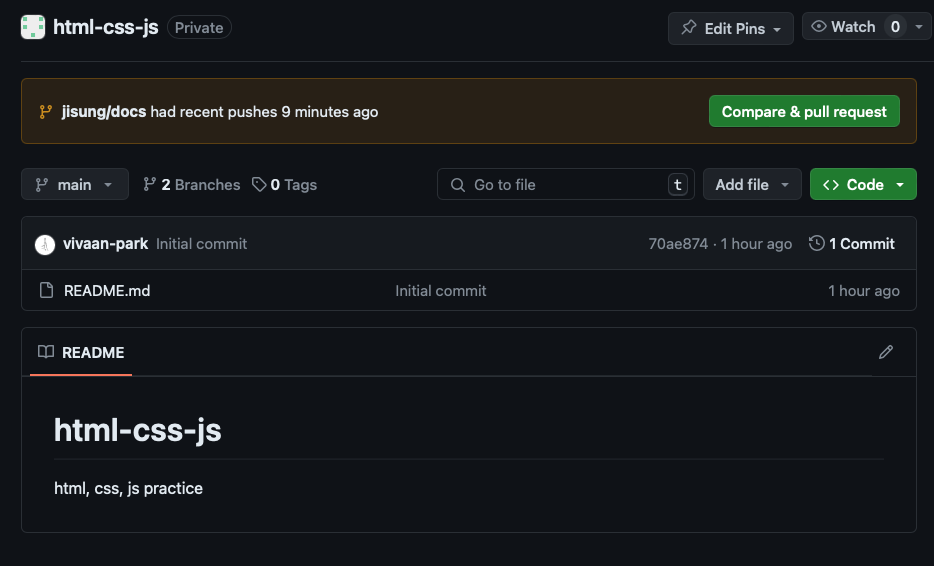 html-css-js Private Edit Pins Watch 0
jisung/docs had recent pushes 9 minutes ago Compare & pull request
main 2 Branches 0 Tags Go to file t Add file <> Code
vivaan-park Initial commit 70ae874 · 1 hour ago 1 Commit
README.md Initial commit 1 hour ago
README
html-css-js
html, css, js practice